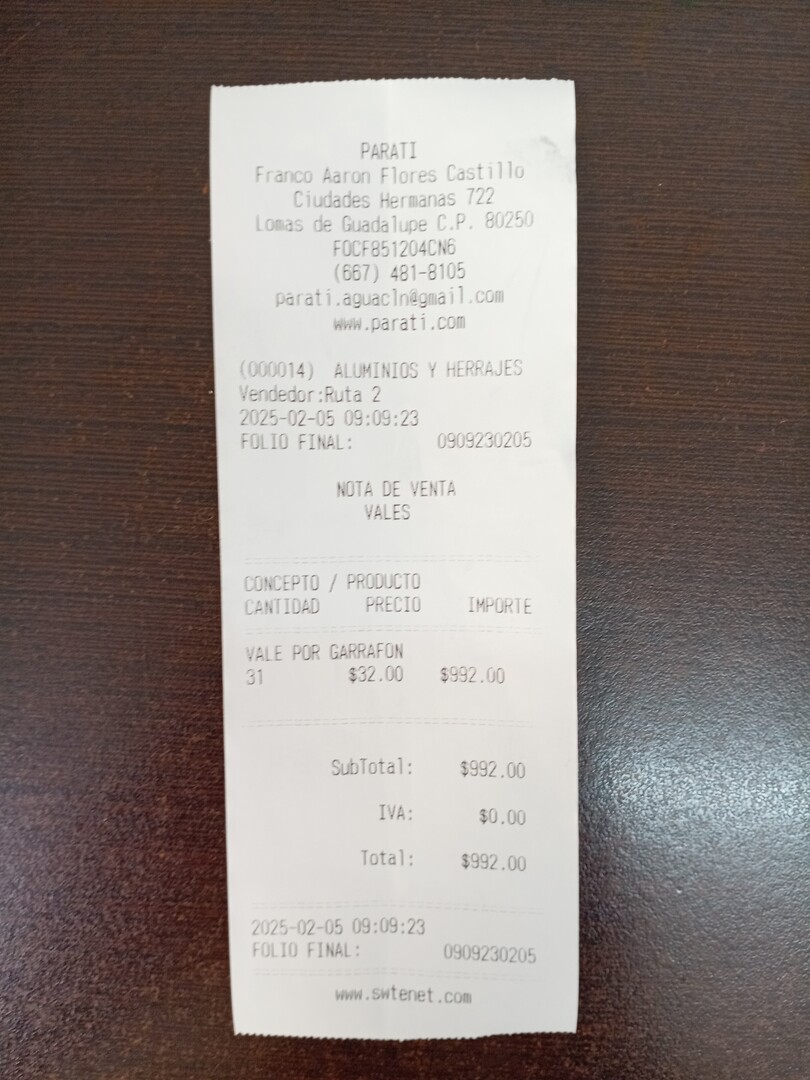 PARATI
Franco Aaron Flores Castillo
Ciudades Hermanas 722
Lomas de Guadalupe C.P. 80250
FOCF851204CN6
(667) 481-8105
parati.aguacln@gmail.com
www.parati.com
(000014) ALUMINIOS Y HERRAJES
Vendedor:Ruta 2
2025-02-05 09:09:23
FOLIO FINAL: 0909230205
NOTA DE VENTA
VALES
CONCEPTO / PRODUCTO
CANTIDAD PRECIO IMPORTE
VALE POR GARRAFON
31 $32.00 $992.00
SubTotal: $992.00
IVA: $0.00
Total: $992.00
2025-02-05 09:09:23
FOLIO FINAL: 0909230205
www.swtenet.com